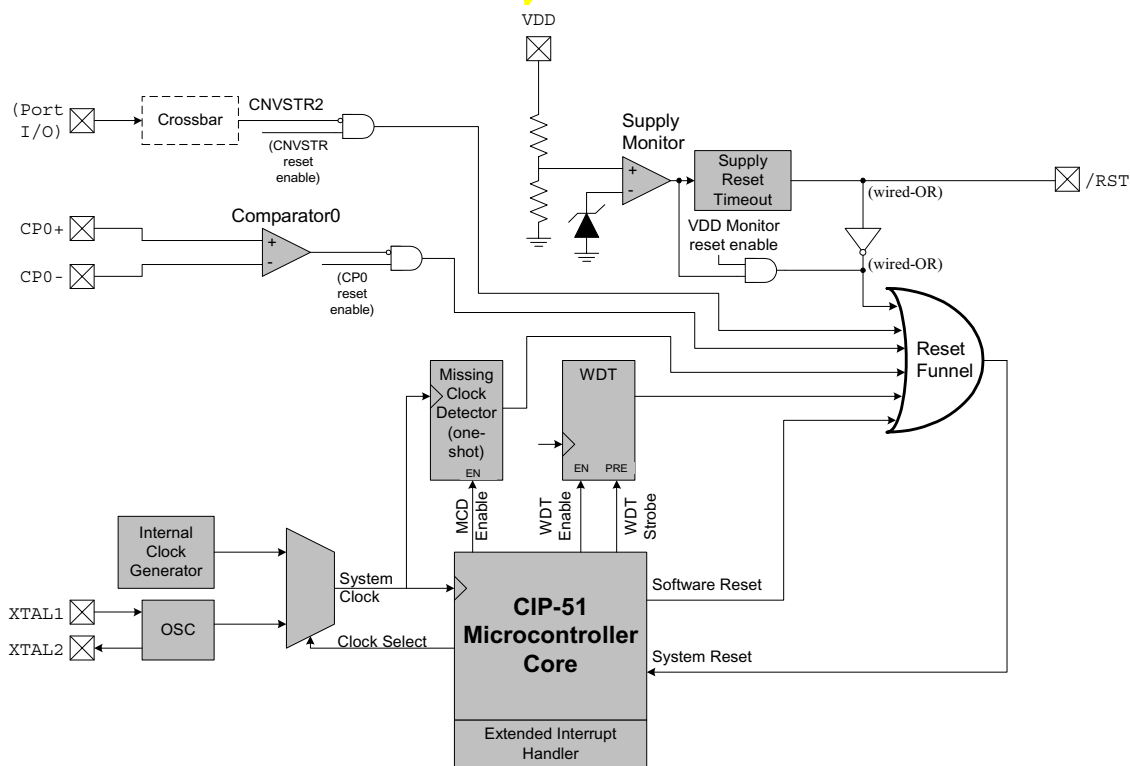 VDD
(Port
I/O)
Crossbar
CNVSTR2
(CNVSTR
reset
enable)
Supply
Monitor
+
-
Supply
Reset
Timeout
(wired-OR)
/RST
VDD Monitor
reset enable
(wired-OR)
CP0+
CP0-
Comparator0
+
-
(CP0
reset
enable)
Reset
Funnel
Missing
Clock
Detector
(one-
shot)
EN
WDT
EN
PRE
MCD
Enable
WDT
Enable
WDT
Strobe
Internal
Clock
Generator
System
Clock
XTAL1
XTAL2
OSC
Clock Select
CIP-51
Microcontroller
Core
Software Reset
System Reset
Extended Interrupt
Handler